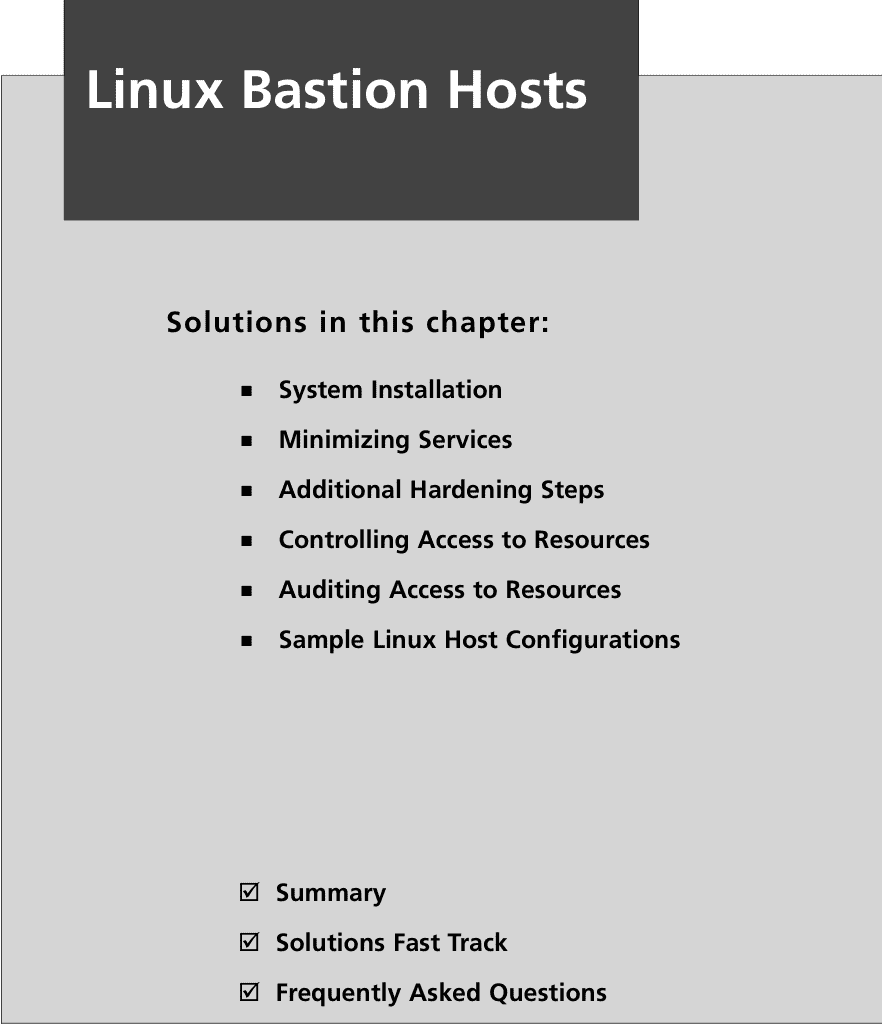 Linux Bastion Hosts
Solutions in this chapter:
■ System Installation
■ Minimizing Services
■ Additional Hardening Steps
■ Controlling Access to Resources
■ Auditing Access to Resources
■ Sample Linux Host Configurations
☑ Summary
☑ Solutions Fast Track
☑ Frequently Asked Questions